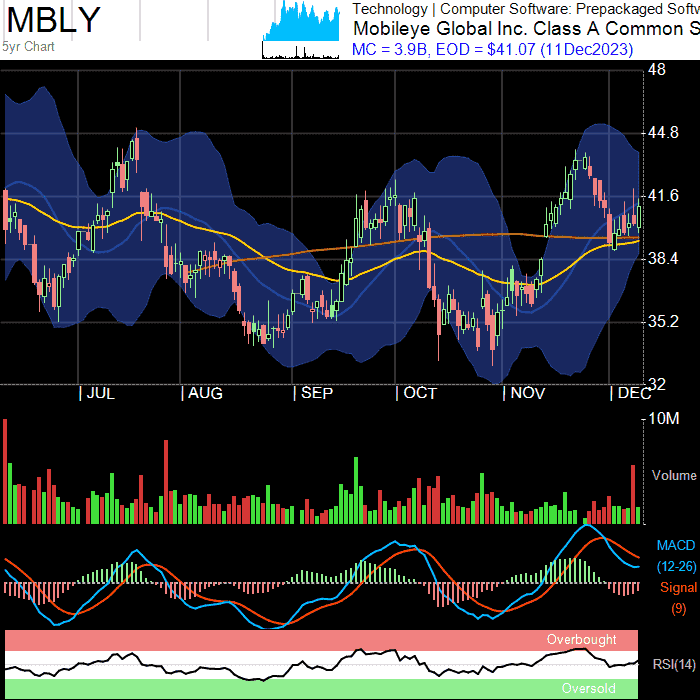 MBLY
5yr Chart
Technology | Computer Software: Prepackaged Softw
Mobileye Global Inc. Class A Common S
MC = 3.9B, EOD = $41.07 (11Dec2023)
48
44.8
41.6
38.4
35.2
32
| JUL | AUG | SEP | OCT | NOV | DEC
10M
Volume
MACD
(12-26)
Signal
(9)
Overbought
RSI(14)
Oversold